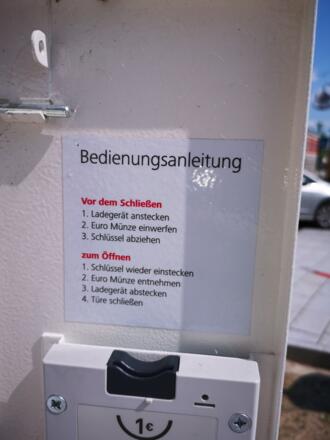 Bedienungsanleitung
Vor dem Schließen
1. Ladegerät anstecken
2. Euro Münze einwerfen
3. Schlüssel abziehen
zum Öffnen
1. Schlüssel wieder einstecken
2. Euro Münze entnehmen
3. Ladegerät abstecken
4. Türe schließen
1€